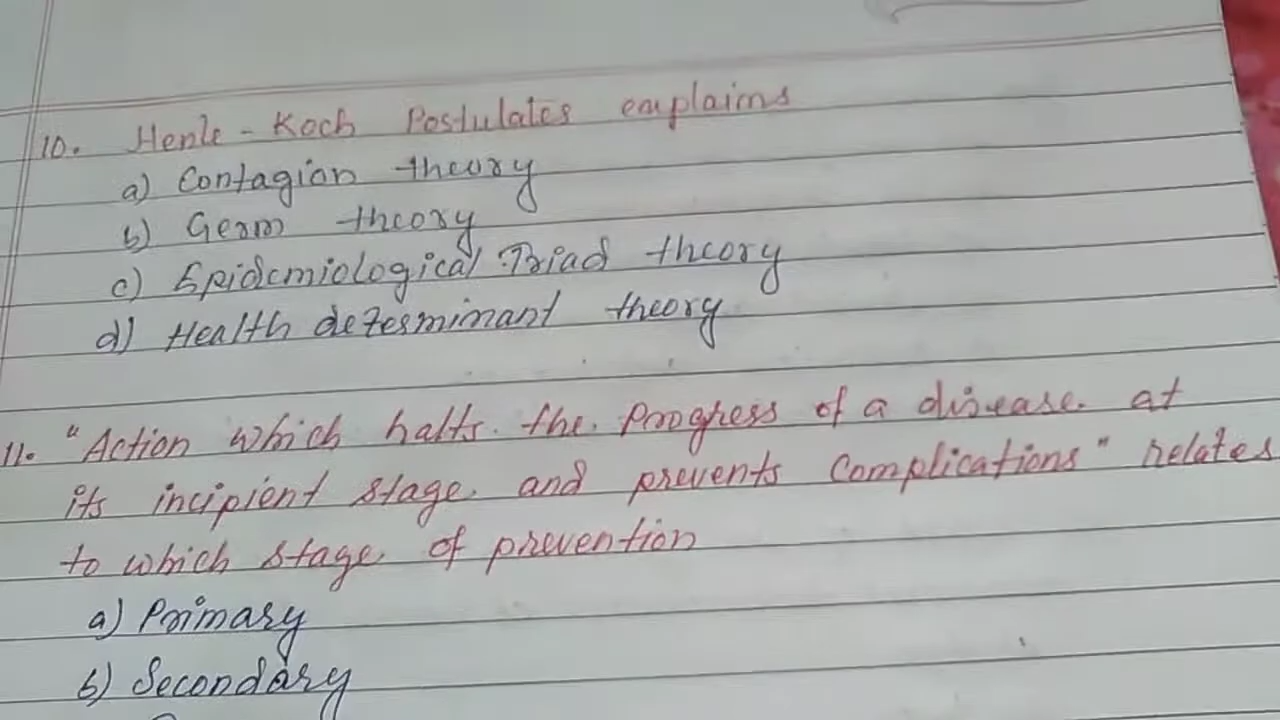 10. Henle - Koch Postulates emplaims
a) Contagion theory
b) Germ theory
c) Epidemiological Triad theory
d) Health determinant theory
11. "Action which halts the Progress of a disease at
its incipient stage and prevents Complications" relates
to which stage of prevention
a) Primary
b) Secondary